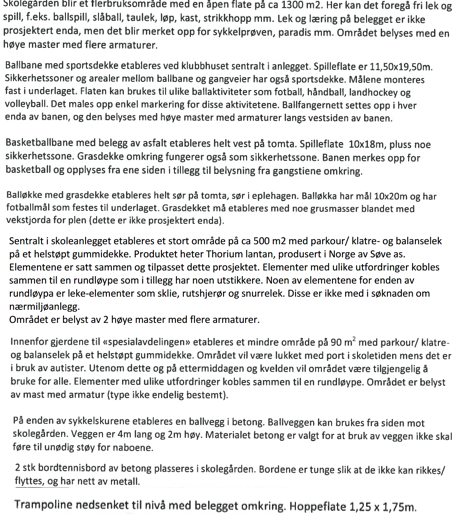 Skolegården blir et flerbruksområde med en åpen flate på ca 1300 m2. Her kan det foregå fri lek og
spill, f.eks. ballspill, slåball, taulek, løp, kast, strikkhopp mm. Lek og læring på belegget er ikke
prosjektert enda, men det blir merket opp for sykkelprøven, paradis mm. Området belyses med en
høye master med flere armaturer.
Ballbane med sportsdekke etableres ved klubbhuset sentralt i anlegget. Spilleflate er 11,50x19,50m.
Sikkerhetssoner og arealer mellom ballbane og gangveier har også sportsdekke. Målene monteres
fast i underlaget. Flaten kan brukes til ulike ballaktiviteter som fotball, håndball, landhockey og
volleyball. Det males opp enkel markering for disse aktivitetene. Ballfangernett settes opp i hver
enda av banen, og den belyses med høye master med armaturer langs vestsiden av banen.
Basketballbane med belegg av asfalt etableres helt vest på tomta. Spilleflate 10x18m, pluss noe
sikkerhetssone. Grasdekke omkring fungerer også som sikkerhetssone. Banen merkes opp for
basketball og opplyses fra ene siden i tillegg til belysning fra gangstiene omkring.
Balløkke med grasdekke etableres helt sør på tomta, sør i eplehagen. Balløkka har mål 10x20m og har
fotballmål som festes til underlaget. Grasdekket må etableres med noe grusmasser blandet med
vekstjorda for plen (dette er ikke prosjektert enda).
Sentralt i skoleanlegget etableres et stort område på ca 500 m2 med parkour/ klatre- og balanselek
på et helstøpt gummidekke. Produktet heter Thorium lantan, produsert i Norge av Søve as.
Elementene er satt sammen og tilpasset dette prosjektet. Elementer med ulike utfordringer kobles
sammen til en rundløype som i tillegg har noen utstikkere. Noen av elementene for enden av
rundløypa er leke-elementer som sklie, rutshjerør og snurrelek. Disse er ikke med i søknaden om
nærmiljøanlegg.
Området er belyst av 2 høye master med flere armaturer.
Innenfor gjerdene til «spesialavdelingen» etableres et mindre område på 90 m² med parkour/ klatre-
og balanselek på et helstøpt gummidekke. Området vil være lukket med port i skoletiden mens det er
i bruk av autister. Utenom dette og på ettermiddagen og kvelden vil området være tilgjengelig å
bruke for alle. Elementer med ulike utfordringer kobles sammen til en rundløype. Området er belyst
av mast med armatur (type ikke endelig bestemt).
På enden av sykkelskurene etableres en ballvegg i betong. Ballveggen kan brukes fra siden mot
skolegården. Veggen er 4m lang og 2m høy. Materialet betong er valgt for at bruk av veggen ikke skal
føre til unødig støy for naboene.
2 stk bordtennisbord av betong plasseres i skolegården. Bordene er tunge slik at de ikke kan rikkes/
flyttes, og har nett av metall.
Trampoline nedsenket til nivå med belegget omkring. Hoppeflate 1,25 x 1,75m.